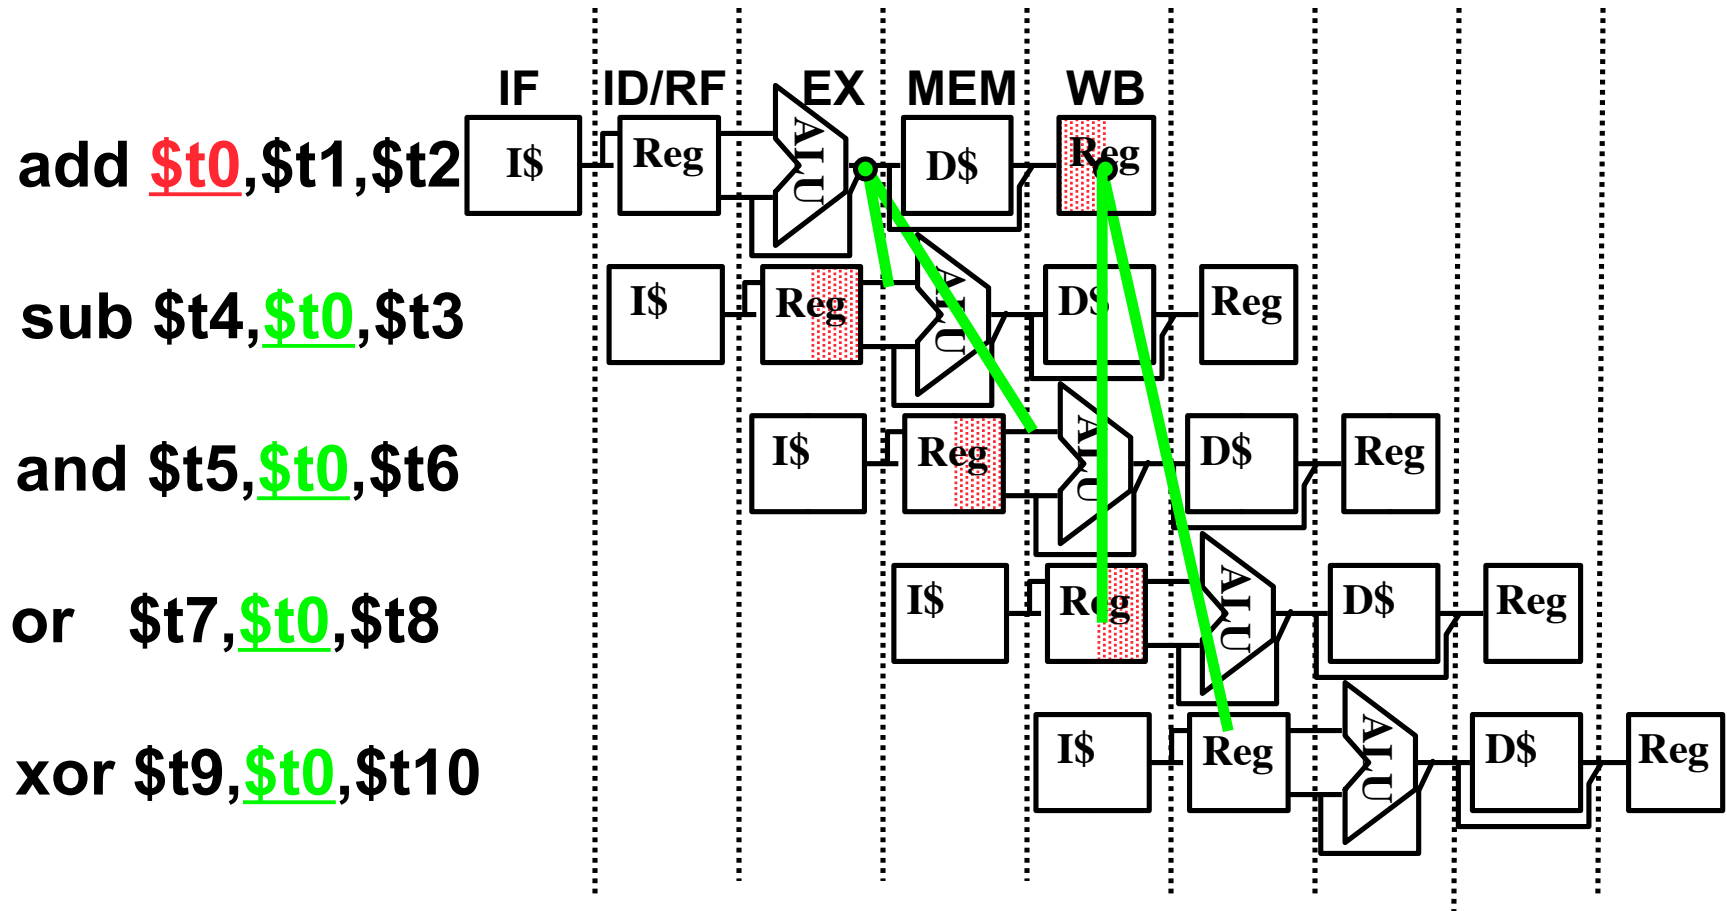 IF ID/RF EX MEM WB
add $t0,$t1,$t2 I$ Reg ALU D$ Reg
sub $t4,$t0,$t3 I$ Reg ALU D$ Reg
and $t5,$t0,$t6 I$ Reg ALU D$ Reg
or $t7,$t0,$t8 I$ Reg ALU D$ Reg
xor $t9,$t0,$t10 I$ Reg ALU D$ Reg